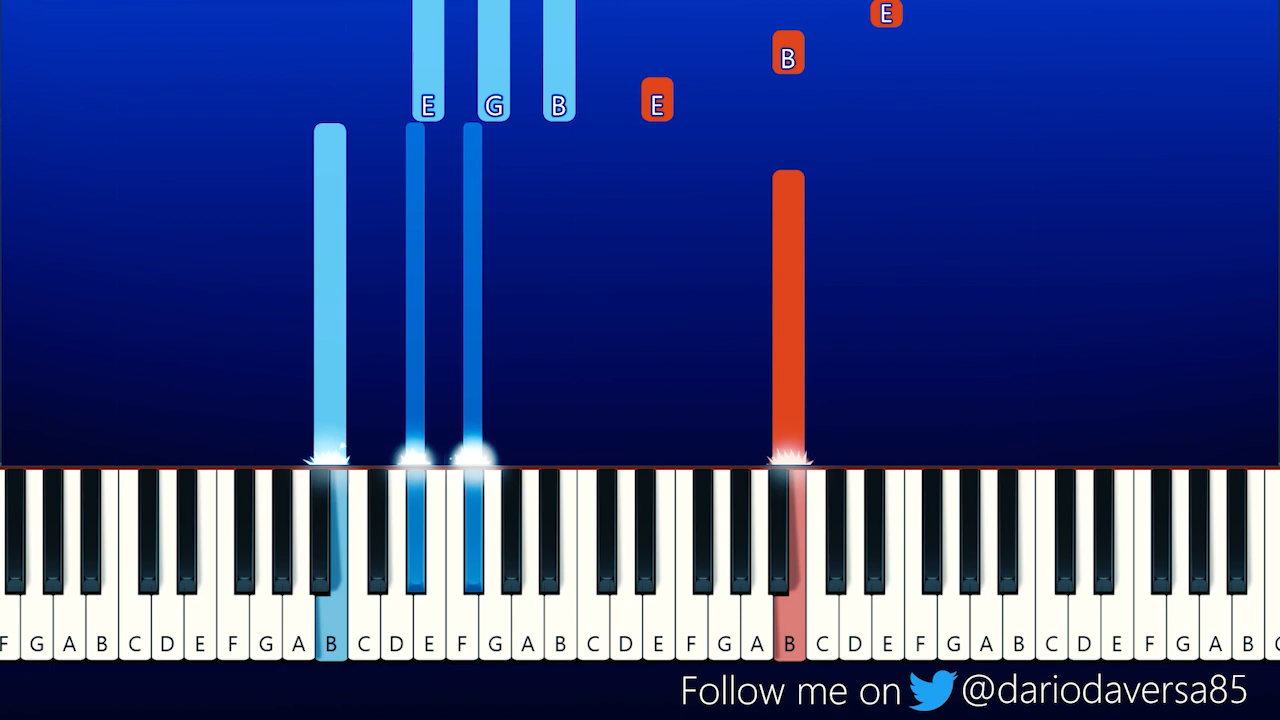 E
B
E G B E
F G A B C D E F G A B C D E F G A B C D E F G A B C D E F G A B C D E F G A B C
Follow me on @dariodaversa85